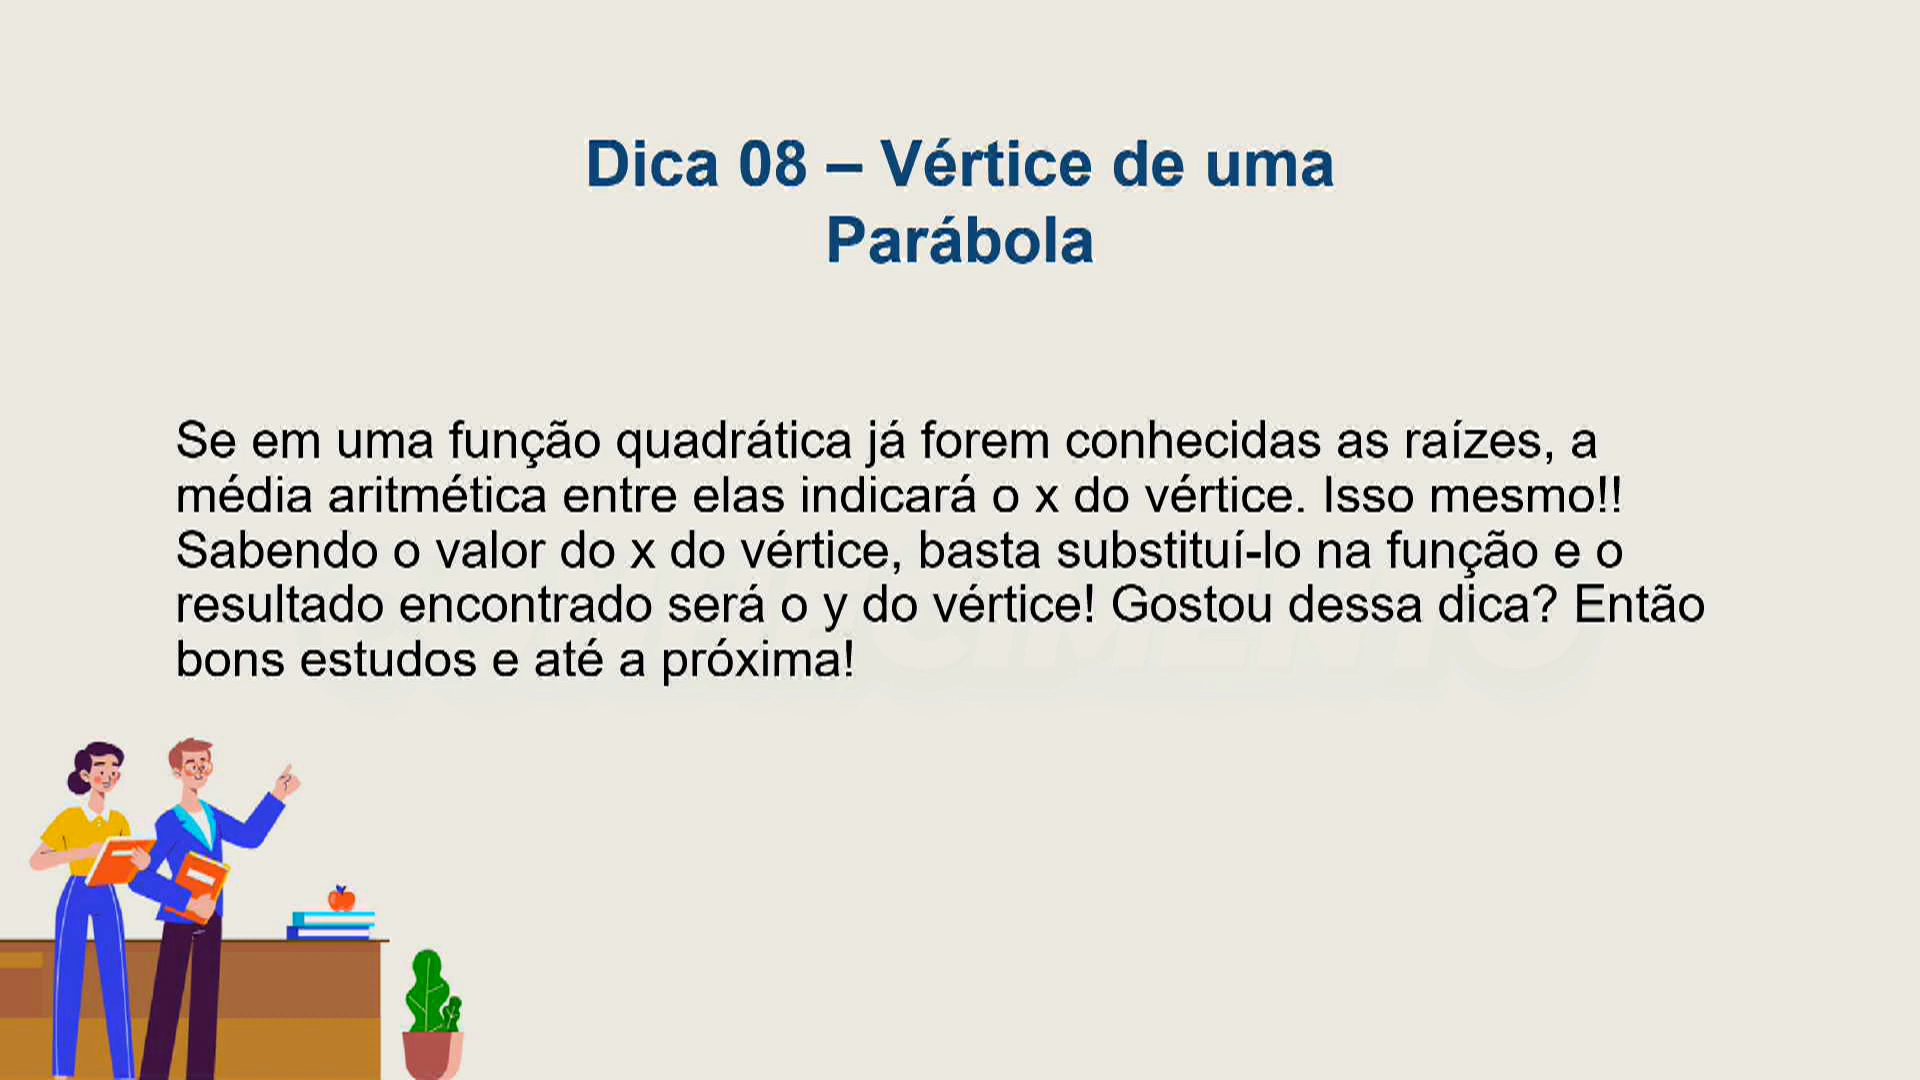 Dica 08 – Vértice de uma
Parábola
Se em uma função quadrática já forem conhecidas as raízes, a
média aritmética entre elas indicará o x do vértice. Isso mesmo!!
Sabendo o valor do x do vértice, basta substituí-lo na função e o
resultado encontrado será o y do vértice! Gostou dessa dica? Então
bons estudos e até a próxima!